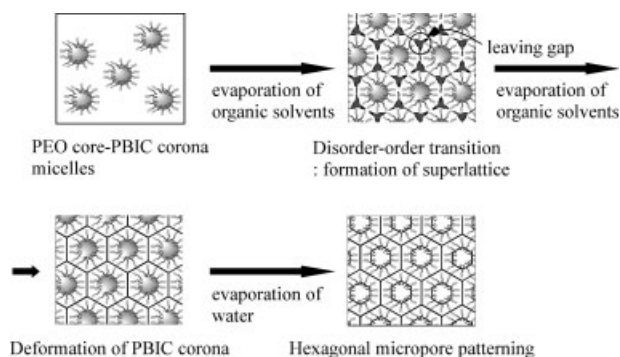 leaving gap
evaporation of
organic solvents
evaporation of
organic solvents
PEO core-PBIC corona
micelles
Disorder-order transition
: formation of superlattice
evaporation of
water
Deformation of PBIC corona
Hexagonal micropore patterning